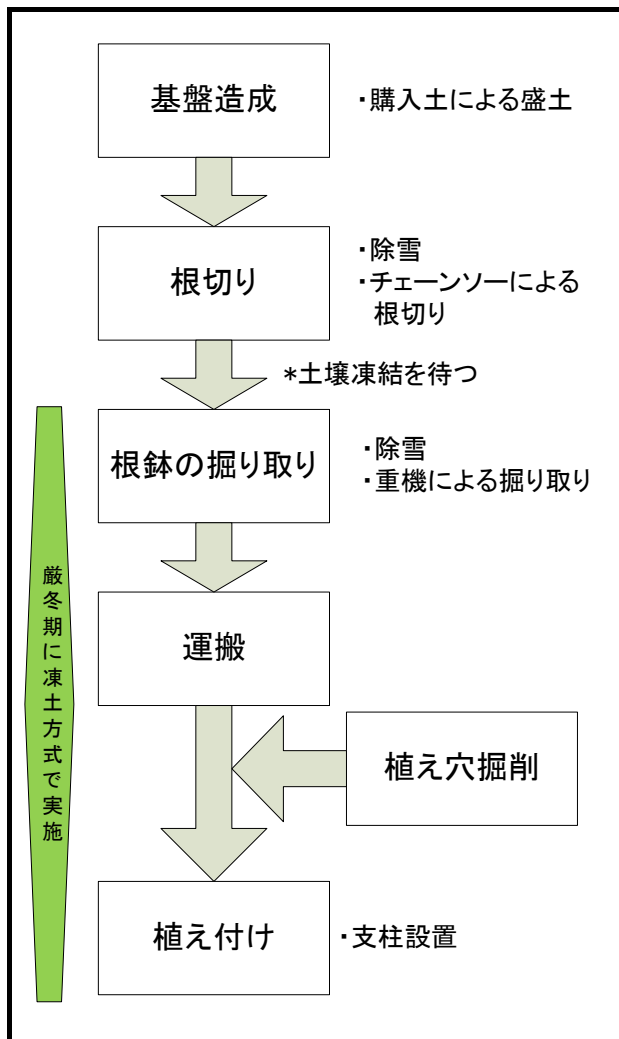 基盤造成
・購入土による盛土
根切り
・除雪
・チェーンソーによる
根切り
*土壌凍結を待つ
根鉢の掘り取り
・除雪
・重機による掘り取り
厳冬期に凍土方式で実施
運搬
植え穴掘削
植え付け
・支柱設置